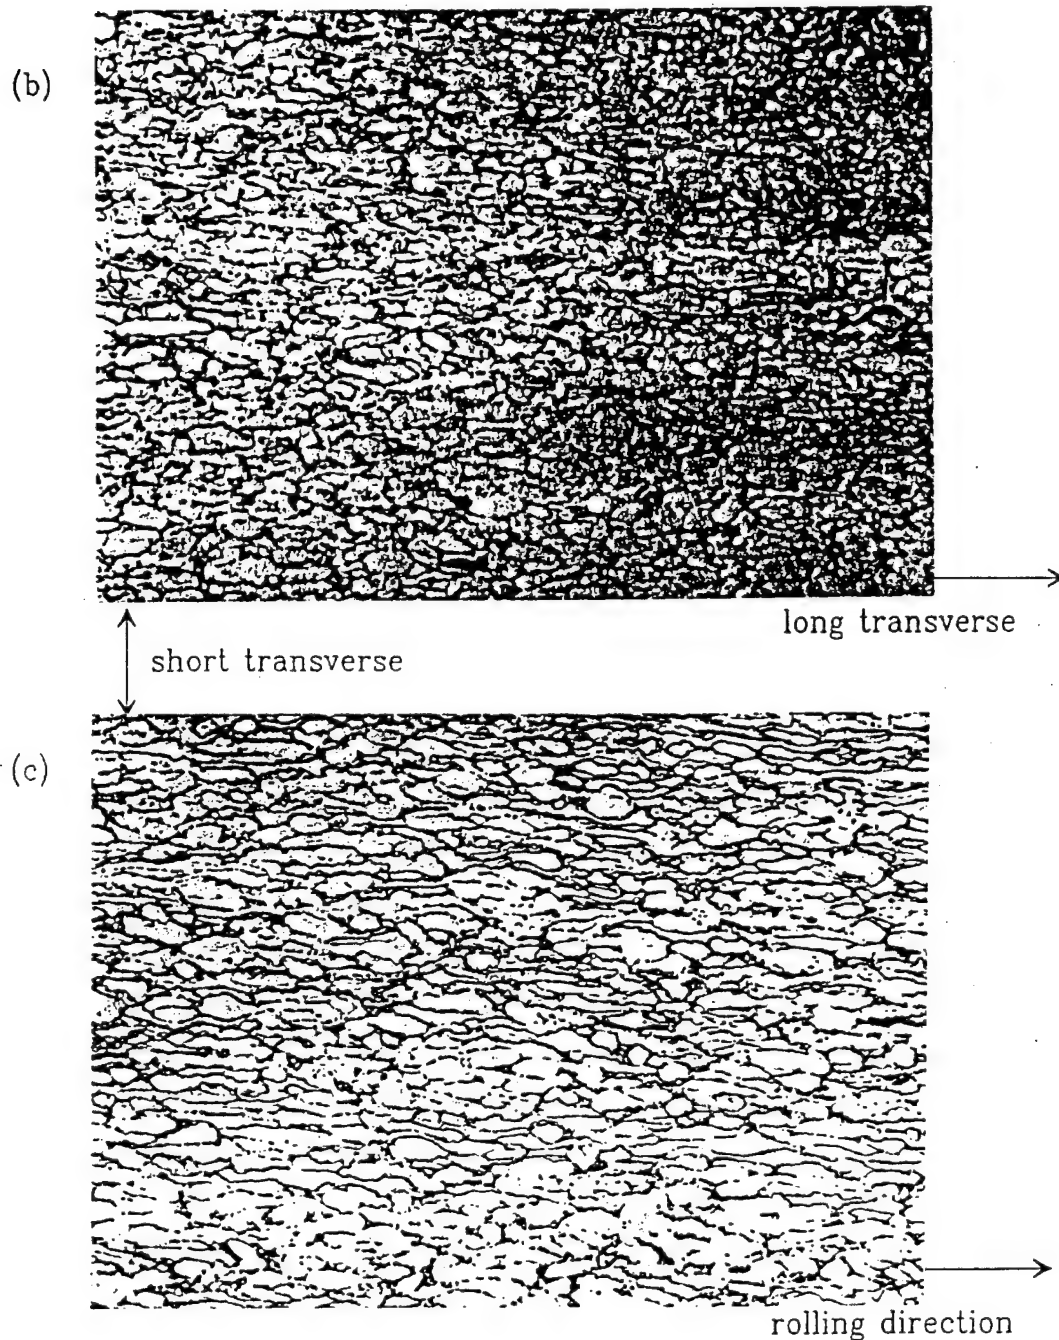 (b)
long transverse
short transverse
(c)
rolling direction